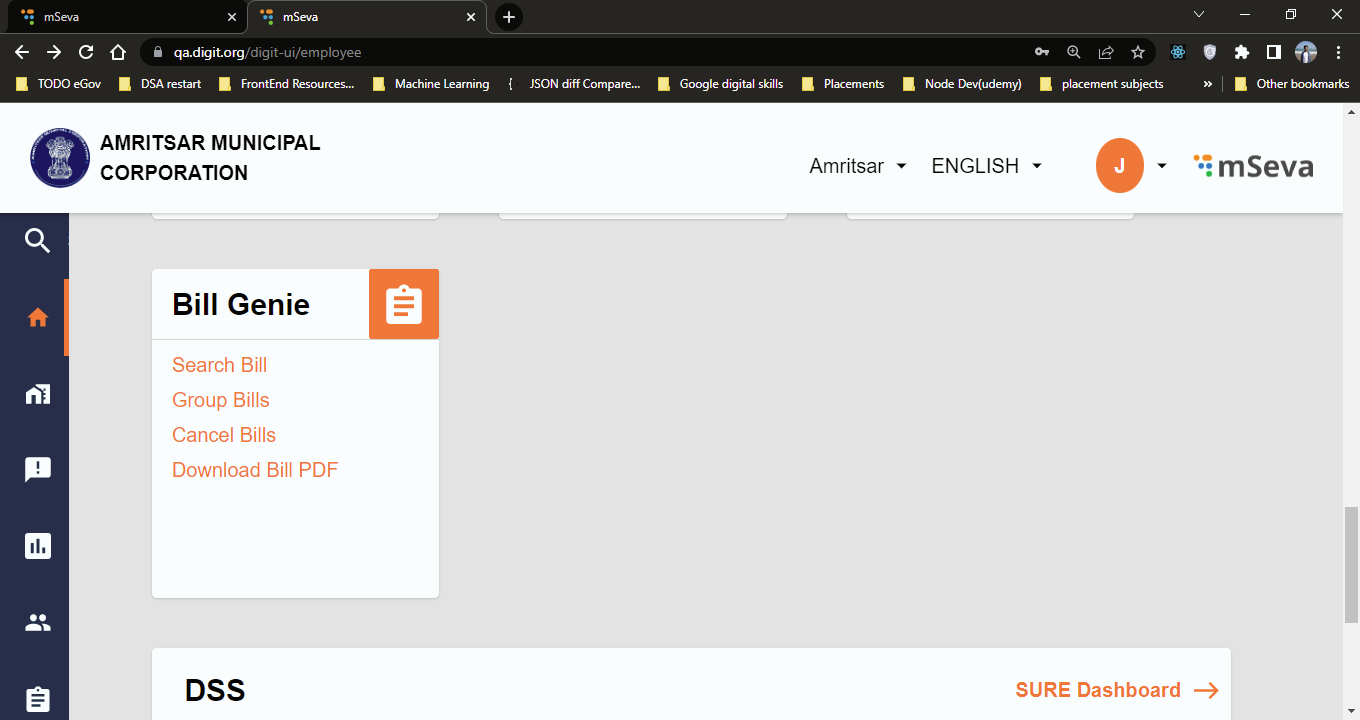 mSeva
mSeva
qa.digit.org/digit-ui/employee
TODO eGov
DSA restart
FrontEnd Resources...
Machine Learning
JSON diff Compare...
Google digital skills
Placements
Node Dev(udemy)
placement subjects
»
Other bookmarks
AMRITSAR MUNICIPAL
CORPORATION
Amritsar
ENGLISH
J
mSeva
Bill Genie
Search Bill
Group Bills
Cancel Bills
Download Bill PDF
DSS
SURE Dashboard